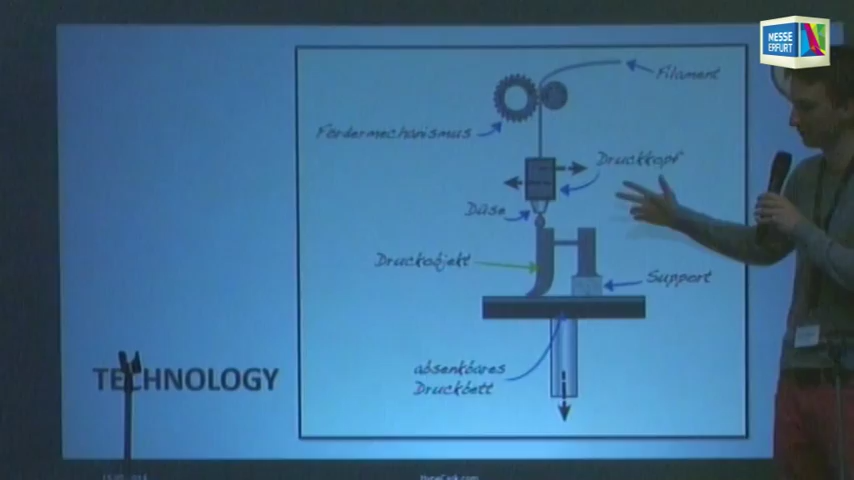 MESSE
ERFURT
Filament
Fördermechanismus
Druckkopf
Düse
Druckobjekt
Support
absenkbares
Druckbett
TECHNOLOGY